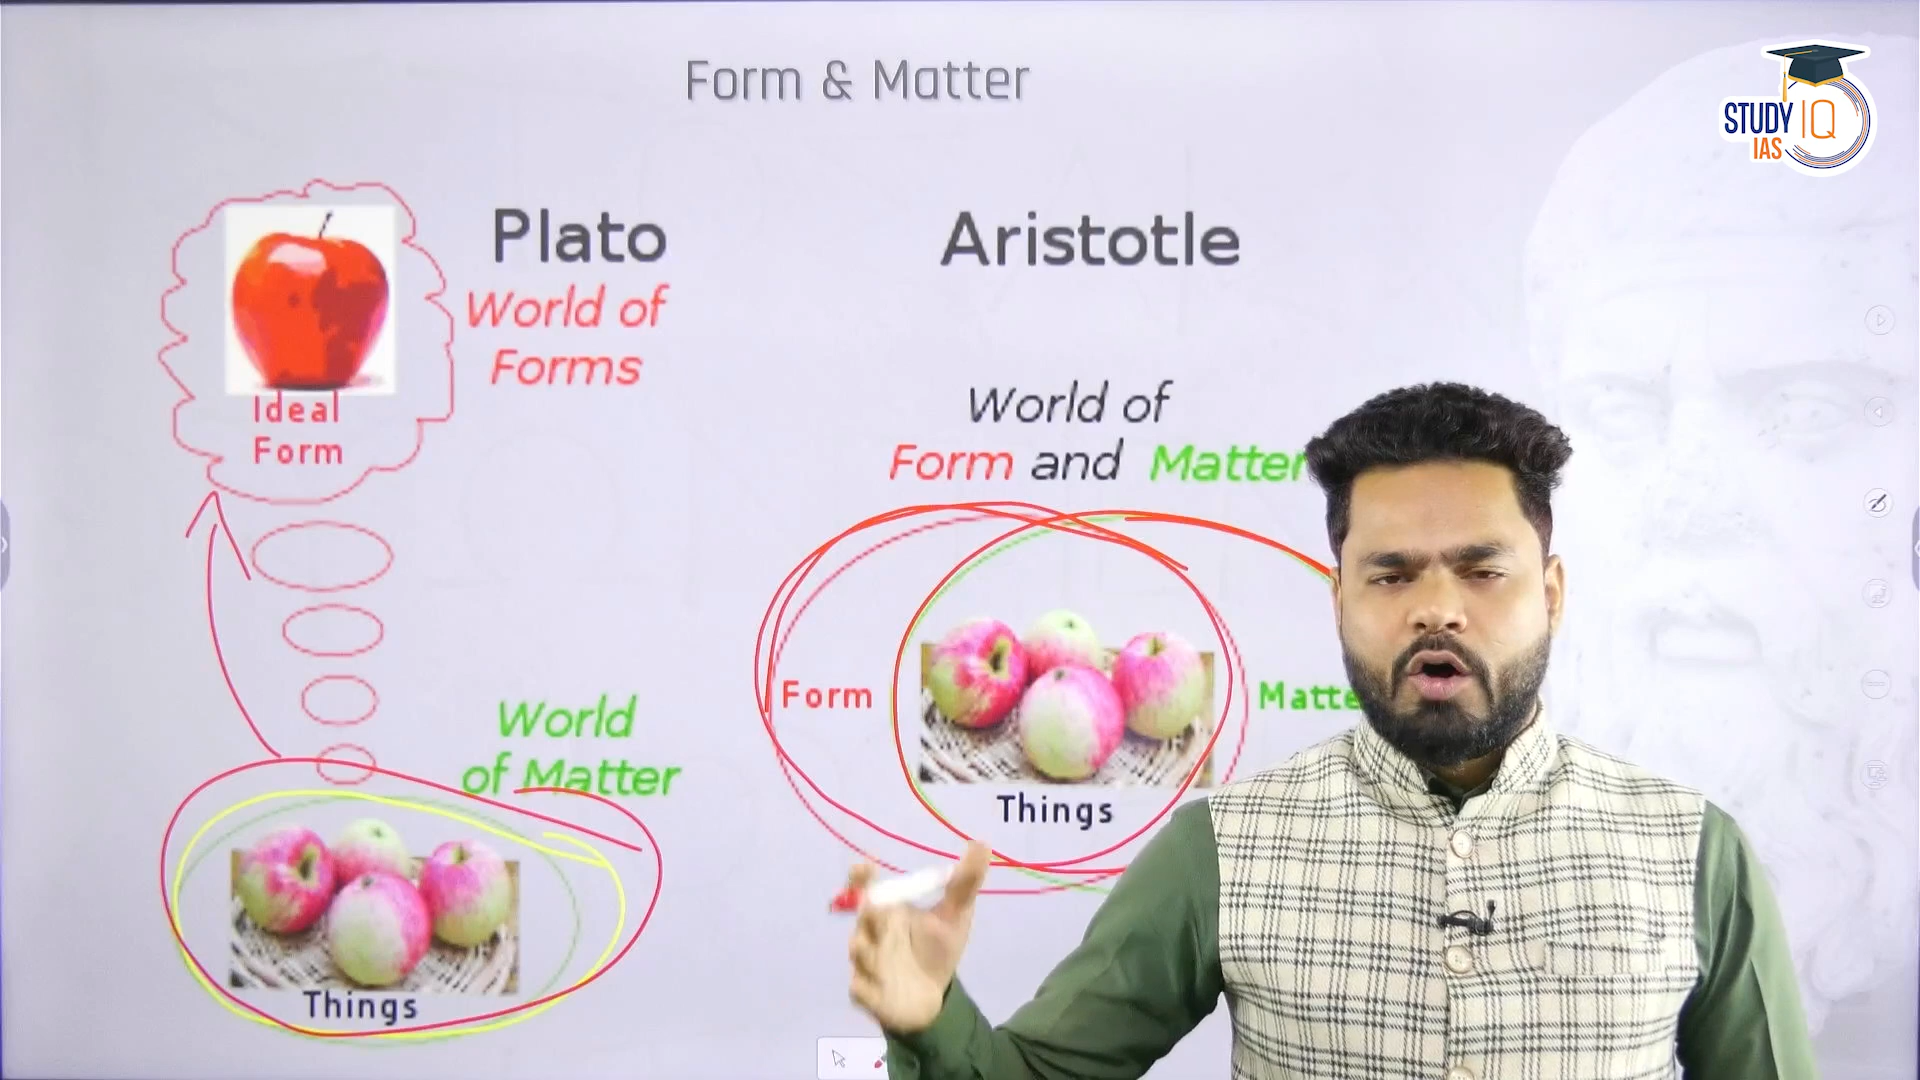 Form & Matter
STUDY IQ
IAS
Plato
World of
Forms
Ideal
Form
World
of Matter
Things
Aristotle
World of
Form and Matter
Form
Matte
Things